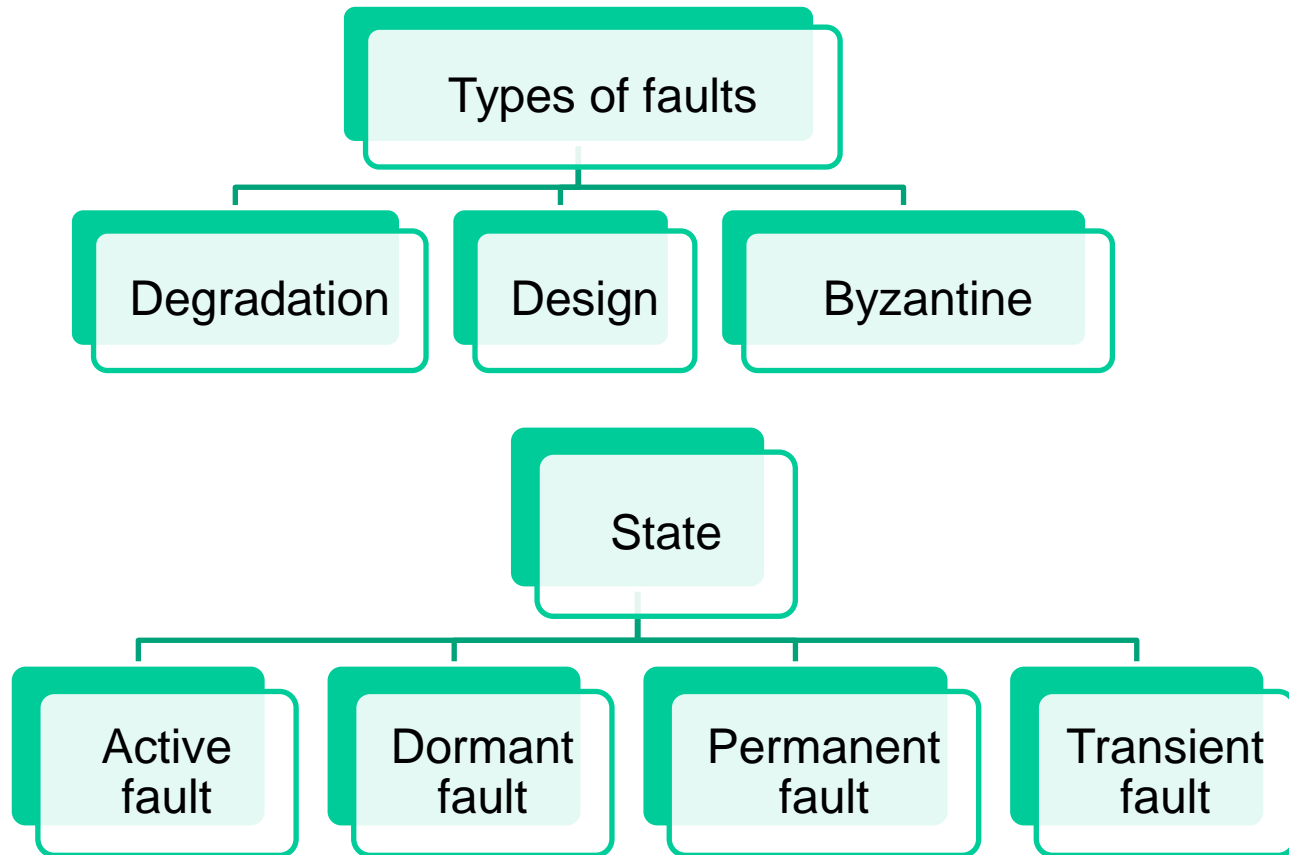 Types of faults
Degradation
Design
Byzantine
State
Active
fault
Dormant
fault
Permanent
fault
Transient
fault